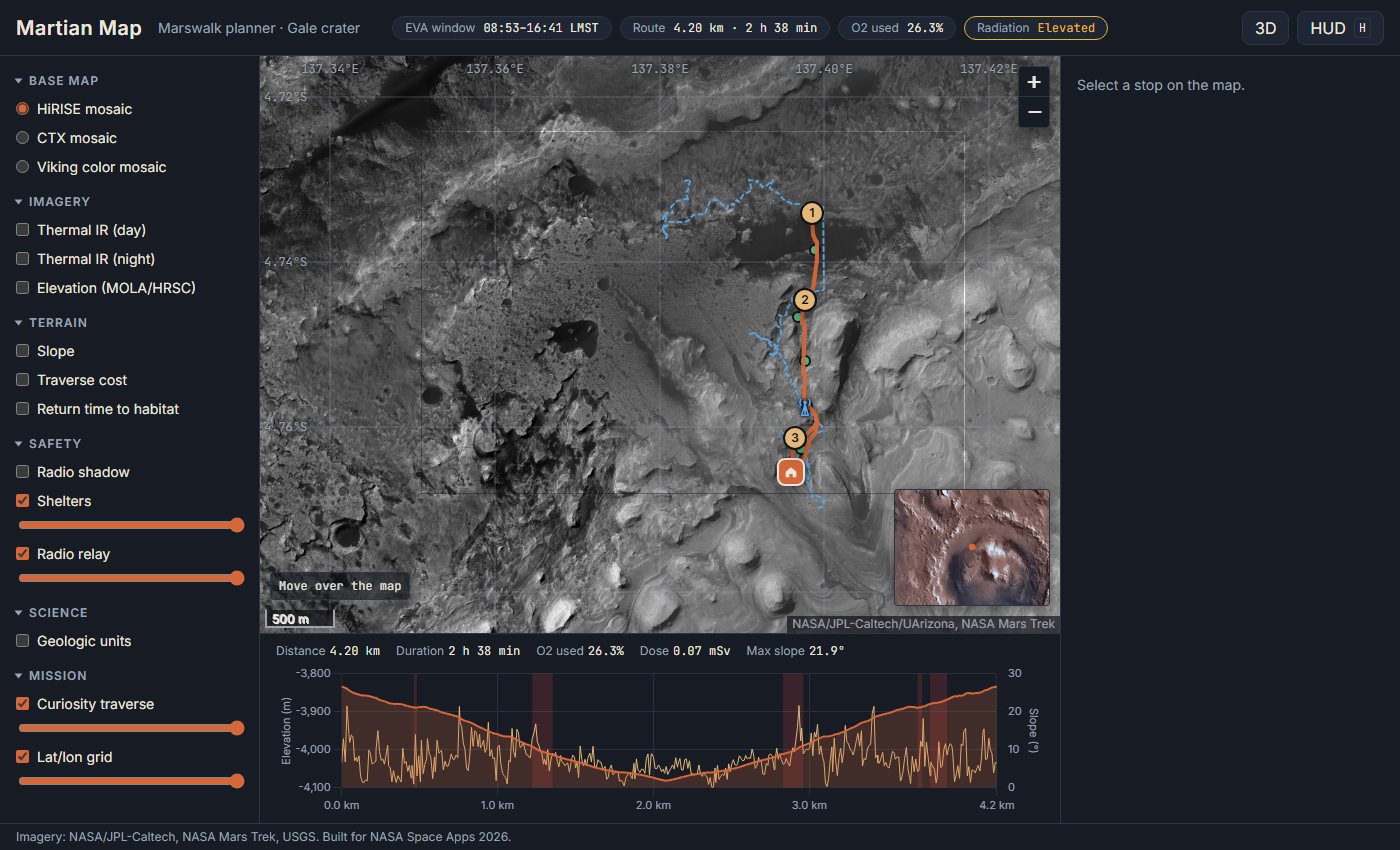 Martian Map
Marswalk planner · Gale crater
EVA window 08:53–16:41 LMST
Route 4.20 km · 2 h 38 min
O2 used 26.3%
Radiation Elevated
3D
HUD H
BASE MAP
HiRISE mosaic
CTX mosaic
Viking color mosaic
IMAGERY
Thermal IR (day)
Thermal IR (night)
Elevation (MOLA/HRSC)
TERRAIN
Slope
Traverse cost
Return time to habitat
SAFETY
Radio shadow
Shelters
Radio relay
SCIENCE
Geologic units
MISSION
Curiosity traverse
Lat/lon grid
137.34°E 137.36°E 137.38°E 137.40°E 137.42°E
4.72°S
4.74°S
4.76°S
+
−
1
2
3
Move over the map
500 m
NASA/JPL-Caltech/UArizona, NASA Mars Trek
Select a stop on the map.
Distance 4.20 km Duration 2 h 38 min O2 used 26.3% Dose 0.07 mSv Max slope 21.9°
Elevation (m)
-3,800
-3,900
-4,000
-4,100
30
20
10
0
Slope (°)
0.0 km 1.0 km 2.0 km 3.0 km 4.2 km
Imagery: NASA/JPL-Caltech, NASA Mars Trek, USGS. Built for NASA Space Apps 2026.